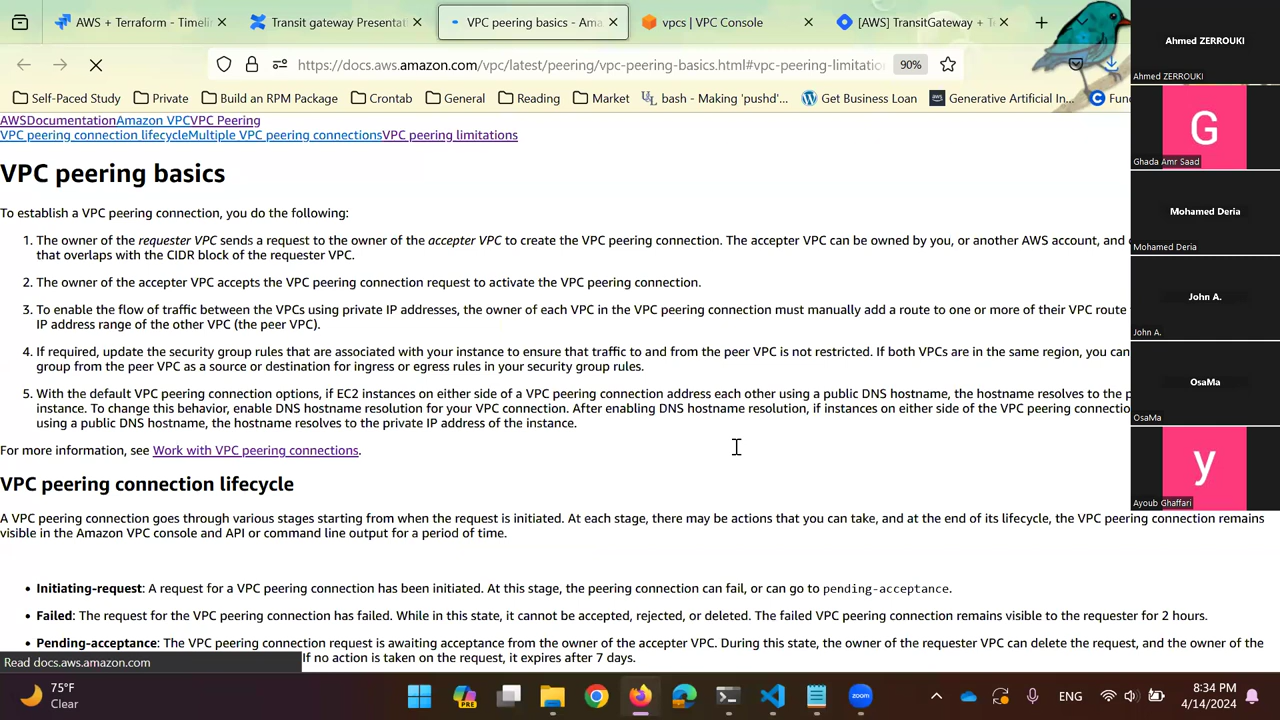 AWS + Terraform - Timeli
Transit gateway Presentat
VPC peering basics - Ama
vpcs | VPC Console
[AWS] TransitGateway + T
https://docs.aws.amazon.com/vpc/latest/peering/vpc-peering-basics.html#vpc-peering-limitatio
90%
Self-Paced Study
Private
Build an RPM Package
Crontab
General
Reading
Market
bash - Making 'pushd'...
Get Business Loan
Generative Artificial In...
Fun
AWSDocumentationAmazon VPCVPC Peering
VPC peering connection lifecycleMultiple VPC peering connectionsVPC peering limitations
VPC peering basics
To establish a VPC peering connection, you do the following:
1. The owner of the requester VPC sends a request to the owner of the accepter VPC to create the VPC peering connection. The accepter VPC can be owned by you, or another AWS account, and
that overlaps with the CIDR block of the requester VPC.
2. The owner of the accepter VPC accepts the VPC peering connection request to activate the VPC peering connection.
3. To enable the flow of traffic between the VPCs using private IP addresses, the owner of each VPC in the VPC peering connection must manually add a route to one or more of their VPC route
IP address range of the other VPC (the peer VPC).
4. If required, update the security group rules that are associated with your instance to ensure that traffic to and from the peer VPC is not restricted. If both VPCs are in the same region, you can
group from the peer VPC as a source or destination for ingress or egress rules in your security group rules.
5. With the default VPC peering connection options, if EC2 instances on either side of a VPC peering connection address each other using a public DNS hostname, the hostname resolves to the p
instance. To change this behavior, enable DNS hostname resolution for your VPC connection. After enabling DNS hostname resolution, if instances on either side of the VPC peering connection
using a public DNS hostname, the hostname resolves to the private IP address of the instance.
For more information, see Work with VPC peering connections.
VPC peering connection lifecycle
A VPC peering connection goes through various stages starting from when the request is initiated. At each stage, there may be actions that you can take, and at the end of its lifecycle, the VPC peering connection remains
visible in the Amazon VPC console and API or command line output for a period of time.
• Initiating-request: A request for a VPC peering connection has been initiated. At this stage, the peering connection can fail, or can go to pending-acceptance.
• Failed: The request for the VPC peering connection has failed. While in this state, it cannot be accepted, rejected, or deleted. The failed VPC peering connection remains visible to the requester for 2 hours.
• Pending-acceptance: The VPC peering connection request is awaiting acceptance from the owner of the accepter VPC. During this state, the owner of the requester VPC can delete the request, and the owner of the
If no action is taken on the request, it expires after 7 days.
Read docs.aws.amazon.com
Ahmed ZERROUKI
Ahmed ZERROUKI
G
Ghada Amr Saad
Mohamed Deria
Mohamed Deria
John A.
John A.
OsaMa
OsaMa
y
Ayoub Ghaffari
75°F
Clear
PRE
zoom
ENG
8:34 PM
4/14/2024